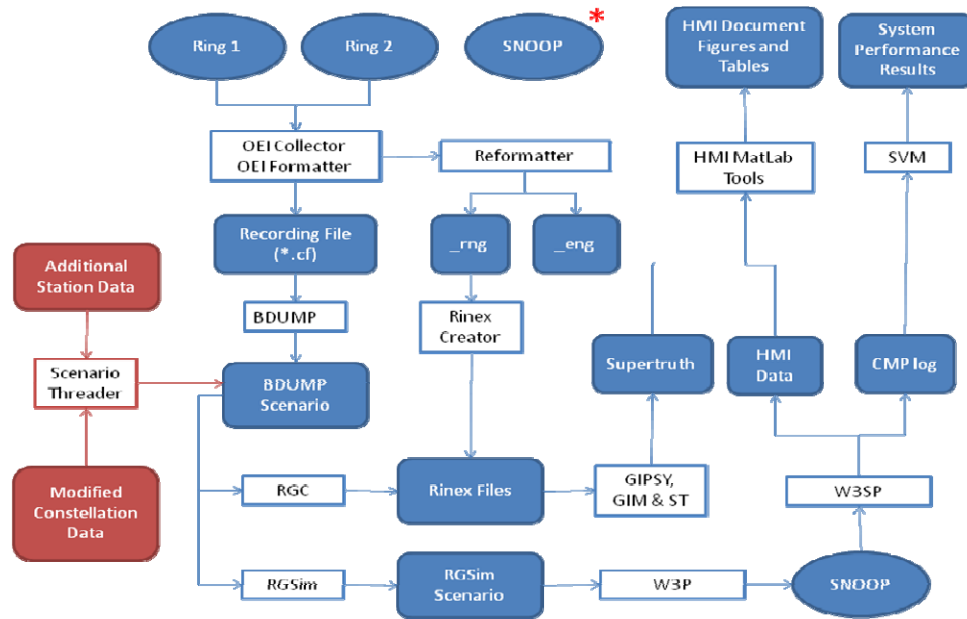 Ring 1
Ring 2
SNOOP
*
HMI Document
Figures and
Tables
System
Performance
Results
OEI Collector
OEI Formatter
Reformatter
HMI MatLab
Tools
SVM
Recording File
(*.cf)
_rng
_eng
Additional
Station Data
BDUMP
Rinex
Creator
Scenario
Threader
BDUMP
Scenario
Supertruth
HMI
Data
CMP log
Modified
Constellation
Data
RGC
Rinex Files
GIPSY,
GIM & ST
W3SP
RGSim
RGSim
Scenario
W3P
SNOOP